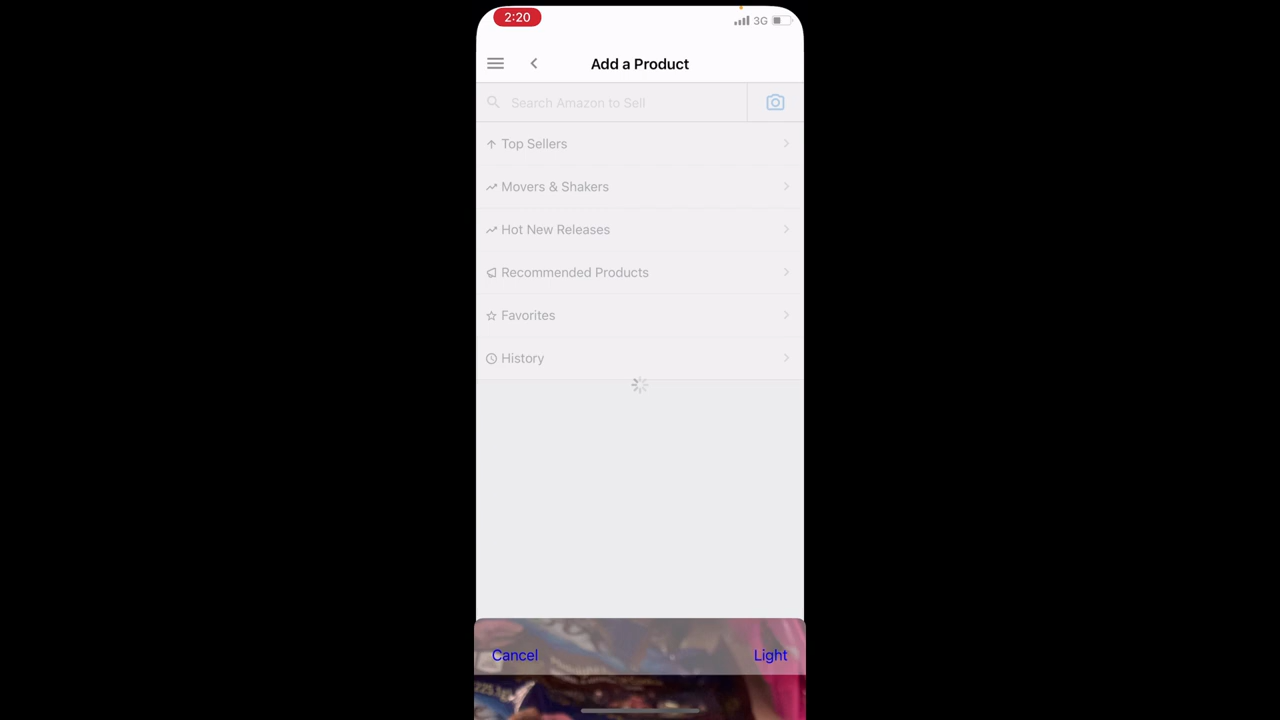 2:20
3G
Add a Product
Search Amazon to Sell
Top Sellers
Movers & Shakers
Hot New Releases
Recommended Products
Favorites
History
Cancel
Light